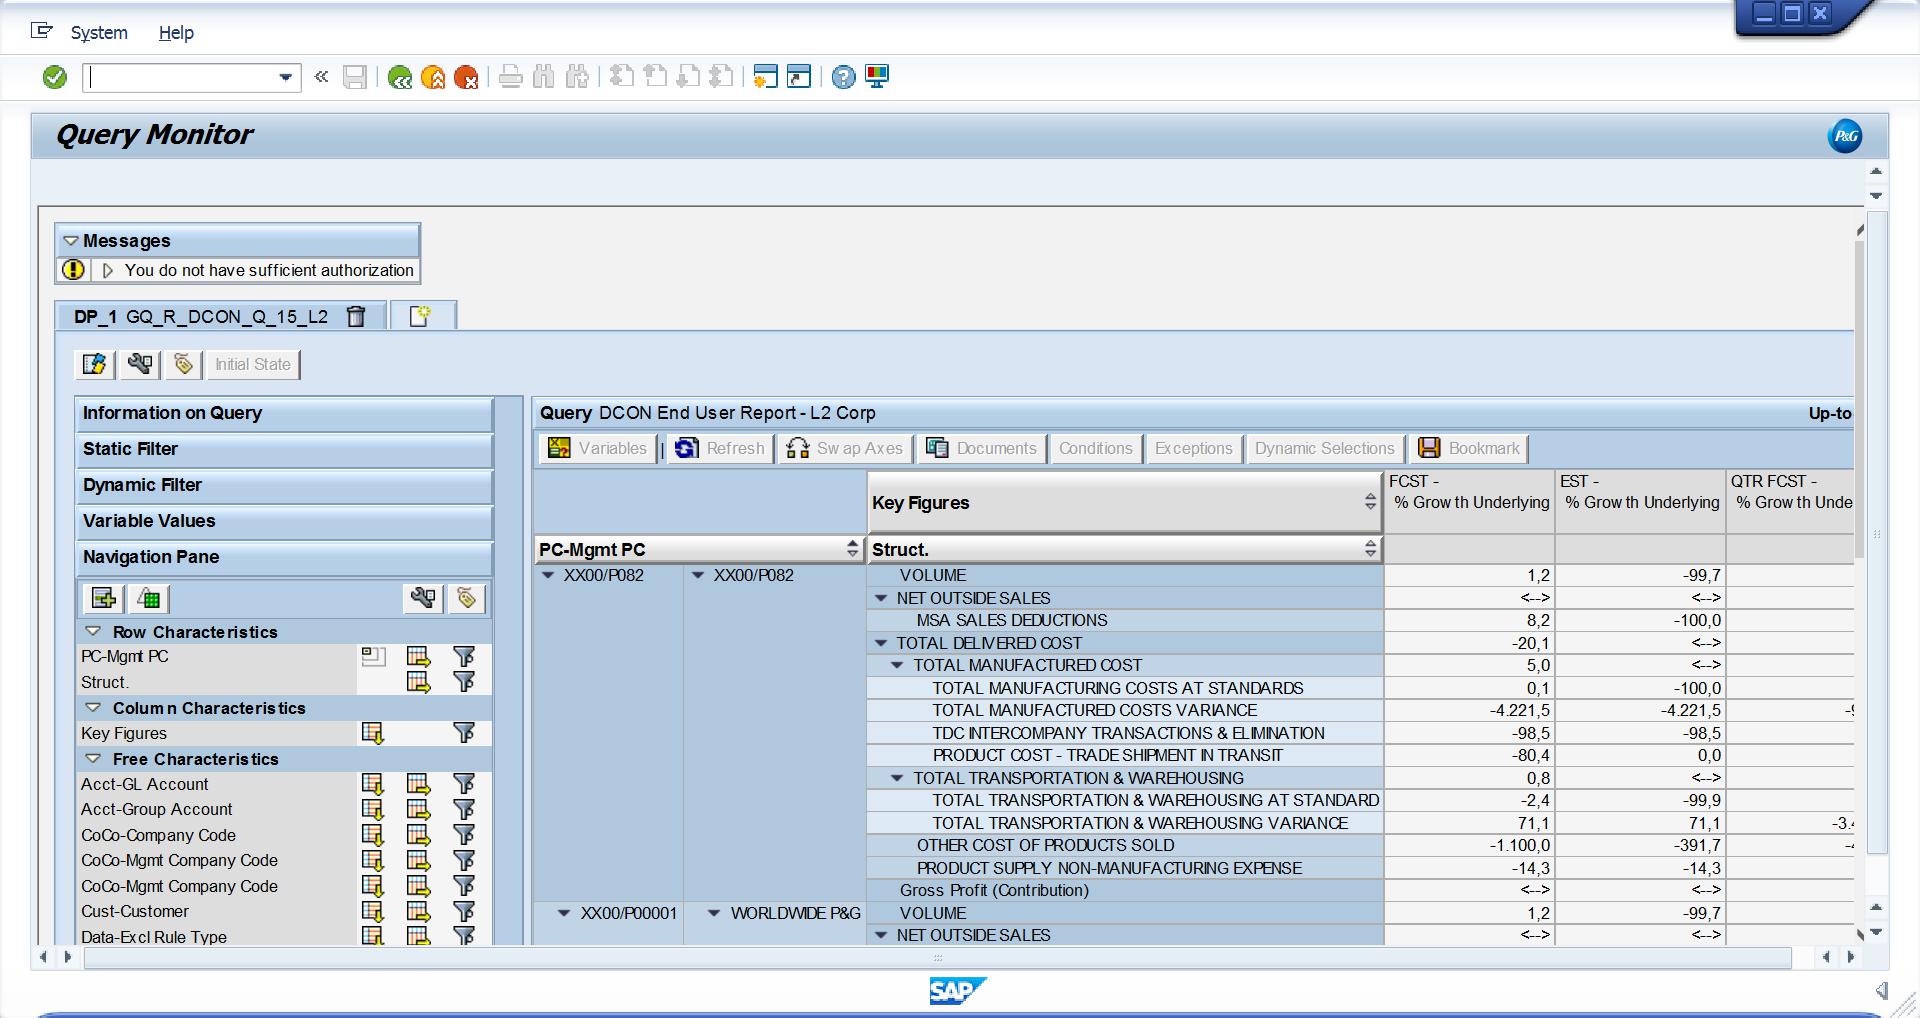 System Help
Query Monitor
P&G
Messages
You do not have sufficient authorization
DP_1 GQ_R_DCON_Q_15_L2
Initial State
Information on Query
Static Filter
Dynamic Filter
Variable Values
Navigation Pane
Row Characteristics
PC-Mgmt PC
Struct.
Column Characteristics
Key Figures
Free Characteristics
Acct-GL Account
Acct-Group Account
CoCo-Company Code
CoCo-Mgmt Company Code
CoCo-Mgmt Company Code
Cust-Customer
Data-Excl Rule Type
Query DCON End User Report - L2 Corp Up-to
Variables Refresh Swap Axes Documents Conditions Exceptions Dynamic Selections Bookmark
Key Figures FCST - % Growth Underlying EST - % Growth Underlying QTR FCST - % Growth Unde
PC-Mgmt PC Struct.
XX00/P082 XX00/P082 VOLUME 1,2 -99,7
NET OUTSIDE SALES <--> <-->
MSA SALES DEDUCTIONS 8,2 -100,0
TOTAL DELIVERED COST -20,1 <-->
TOTAL MANUFACTURED COST 5,0 <-->
TOTAL MANUFACTURING COSTS AT STANDARDS 0,1 -100,0
TOTAL MANUFACTURED COSTS VARIANCE -4.221,5 -4.221,5
TDC INTERCOMPANY TRANSACTIONS & ELIMINATION -98,5 -98,5
PRODUCT COST - TRADE SHIPMENT IN TRANSIT -80,4 0,0
TOTAL TRANSPORTATION & WAREHOUSING 0,8 <-->
TOTAL TRANSPORTATION & WAREHOUSING AT STANDARD -2,4 -99,9
TOTAL TRANSPORTATION & WAREHOUSING VARIANCE 71,1 71,1 -3.
OTHER COST OF PRODUCTS SOLD -1.100,0 -391,7
PRODUCT SUPPLY NON-MANUFACTURING EXPENSE -14,3 -14,3
Gross Profit (Contribution) <--> <-->
XX00/P00001 WORLDWIDE P&G VOLUME 1,2 -99,7
NET OUTSIDE SALES <--> <-->
SAP